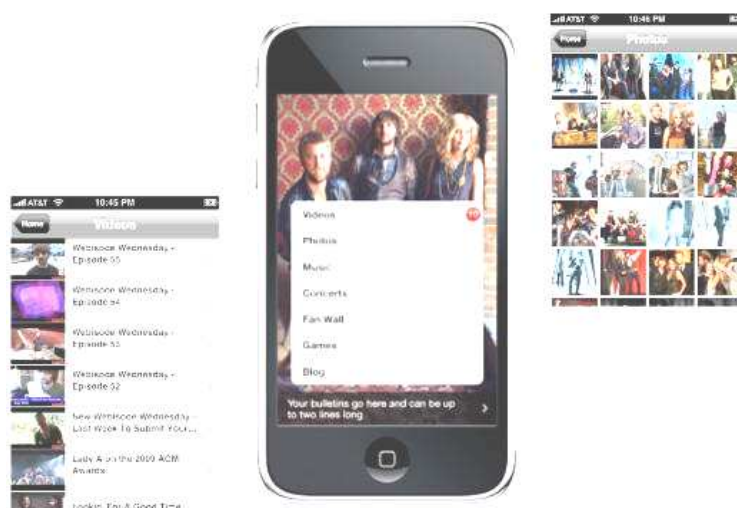 AT&T 10:45 PM
Home Videos
Webisode Wednesday -
Episode 55
Webisode Wednesday -
Episode 54
Webisode Wednesday -
Episode 53
Webisode Wednesday -
Episode 52
New Webisode Wednesday -
Last Week To Submit Your...
Lady A on the 2009 ACM
Awards
Lookin' For A Good Time
Videos
Photos
Music
Concerts
Fan Wall
Games
Blog
Your bulletins go here and can be up
to two lines long
AT&T 10:46 PM
Home Photos